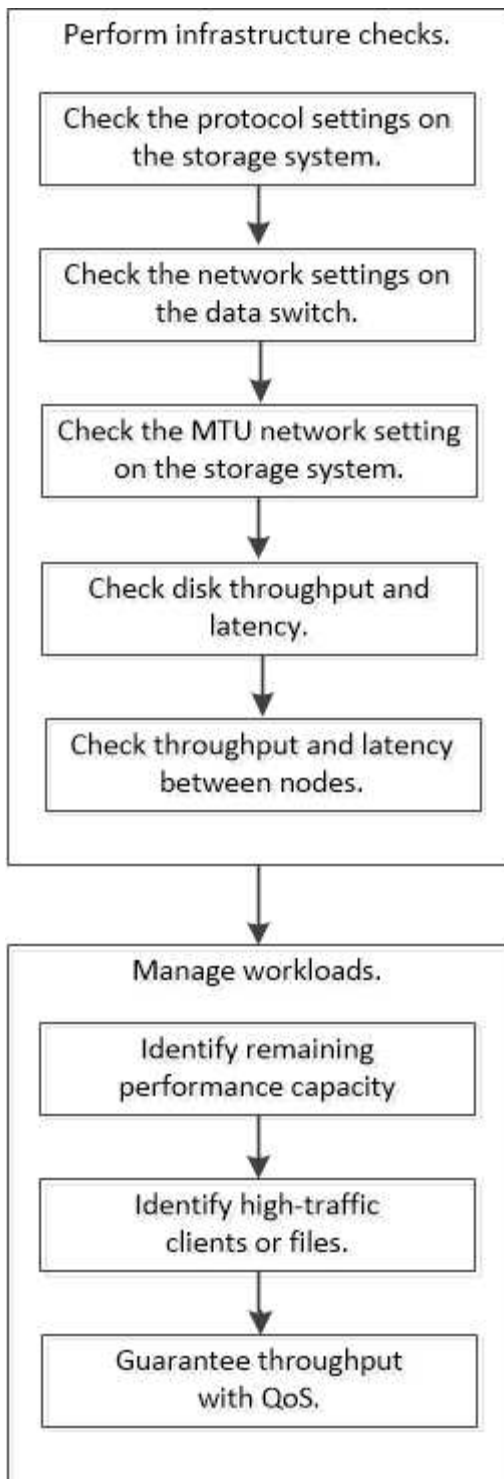 Perform infrastructure checks.
Check the protocol settings on
the storage system.
Check the network settings on
the data switch.
Check the MTU network setting
on the storage system.
Check disk throughput and
latency.
Check throughput and latency
between nodes.
Manage workloads.
Identify remaining
performance capacity
Identify high-traffic
clients or files.
Guarantee throughput
with QoS.